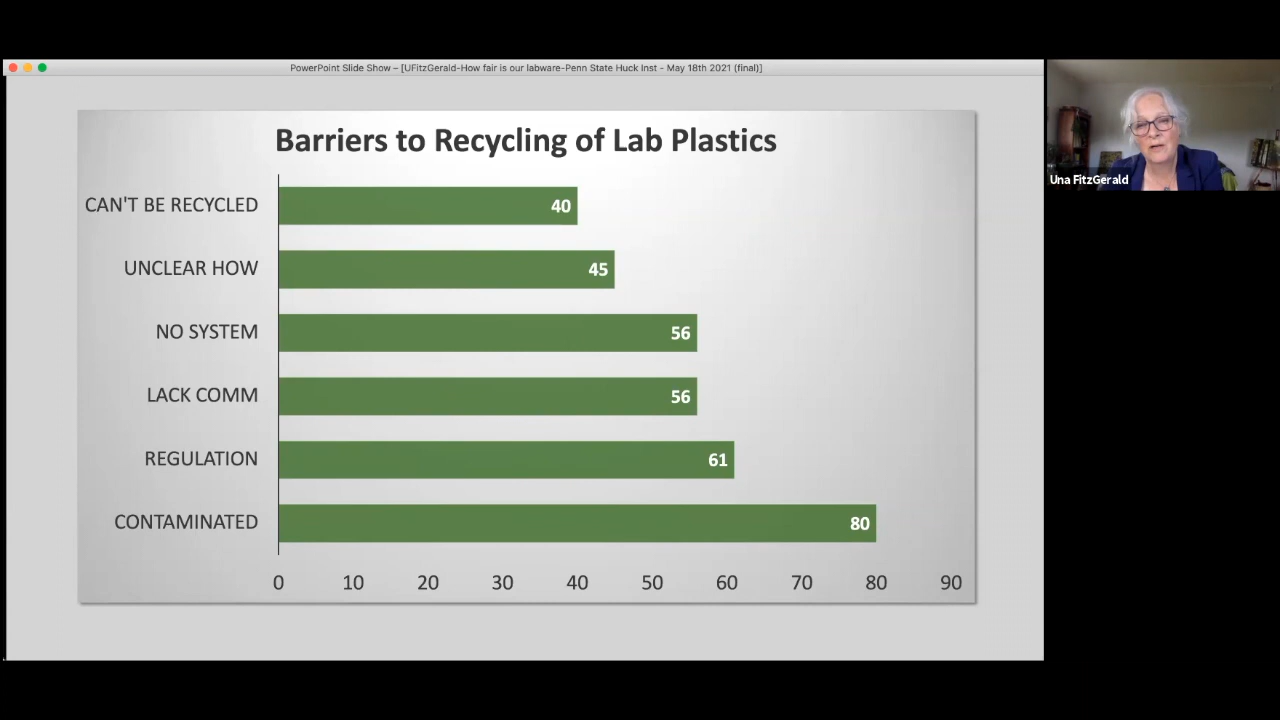 PowerPoint Slide Show – [UFitzGerald-How fair is our labware-Penn State Huck Inst - May 18th 2021 (final)]
Barriers to Recycling of Lab Plastics
CAN'T BE RECYCLED 40
UNCLEAR HOW 45
NO SYSTEM 56
LACK COMM 56
REGULATION 61
CONTAMINATED 80
0 10 20 30 40 50 60 70 80 90
Una FitzGerald